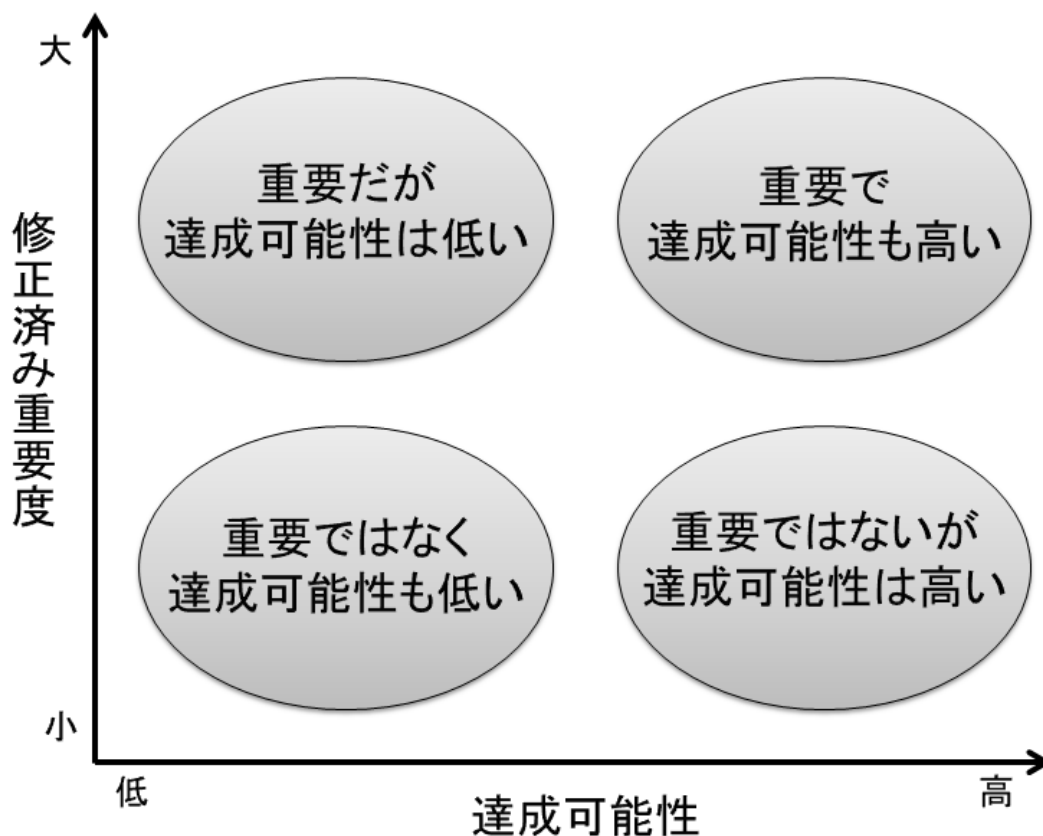 大
修正済み重要度
小
重要だが
達成可能性は低い
重要で
達成可能性も高い
重要ではなく
達成可能性も低い
重要ではないが
達成可能性は高い
低
達成可能性
高